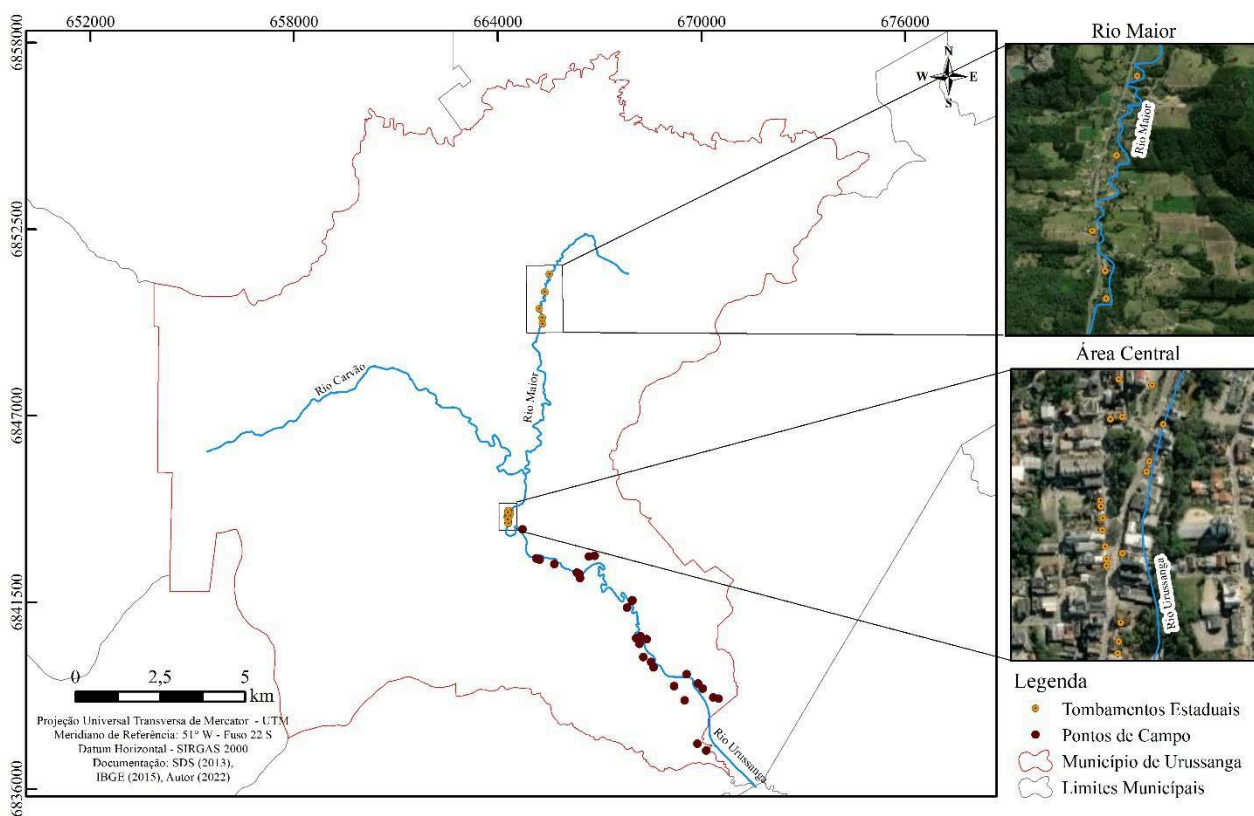 652000
658000
664000
670000
676000
6858000
6852500
6847000
6841500
6836000
N
W
E
S
Rio Carvão
Rio Maior
Rio Urussanga
0
2,5
5
km
Projeção Universal Transversa de Mercator - UTM
Meridiano de Referência: 51° W - Fuso 22 S
Datum Horizontal - SIRGAS 2000
Documentação: SDS (2013),
IBGE (2015), Autor (2022)
Rio Maior
Rio Maior
Área Central
Rio Urussanga
Legenda
Tombamentos Estaduais
Pontos de Campo
Município de Urussanga
Limites Municípais